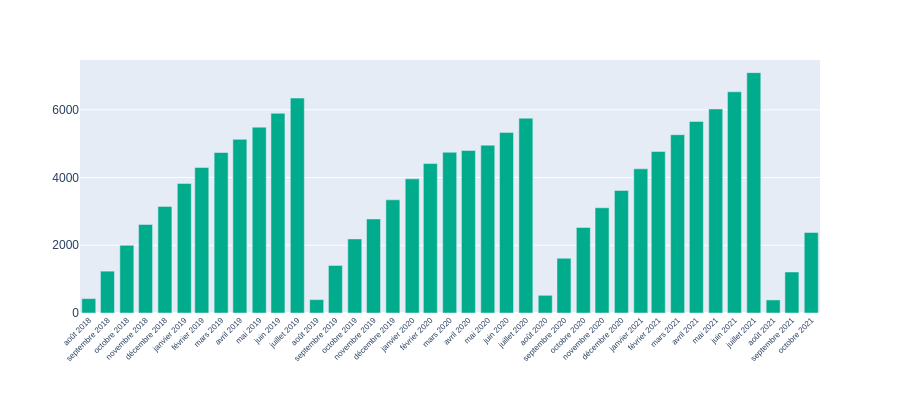 6000
4000
2000
0
août 2018
septembre 2018
octobre 2018
novembre 2018
décembre 2018
janvier 2019
février 2019
mars 2019
avril 2019
mai 2019
juin 2019
juillet 2019
août 2019
septembre 2019
octobre 2019
novembre 2019
décembre 2019
janvier 2020
février 2020
mars 2020
avril 2020
mai 2020
juin 2020
juillet 2020
août 2020
septembre 2020
octobre 2020
novembre 2020
décembre 2020
janvier 2021
février 2021
mars 2021
avril 2021
mai 2021
juin 2021
juillet 2021
août 2021
septembre 2021
octobre 2021